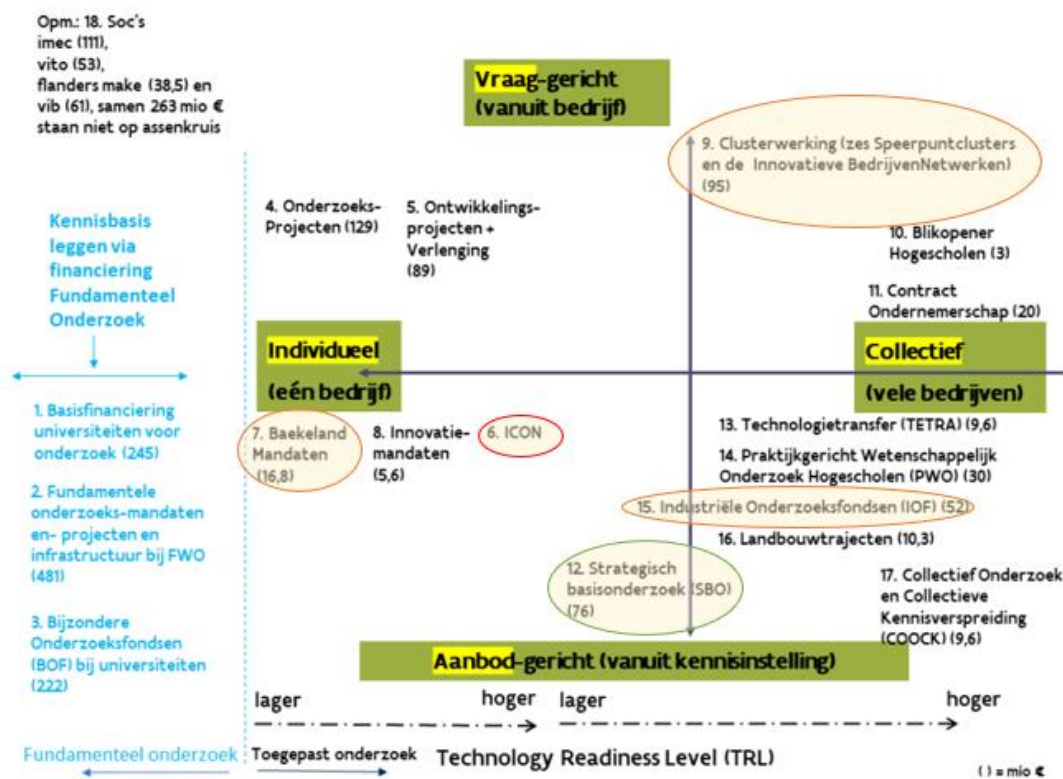 Opm.: 18. Soc's
imec (111),
vito (53),
flanders make (38,5) en
vib (61), samen 263 mio €
staan niet op assenkruis
Vraag-gericht
(vanuit bedrijf)
9. Clusterwerking (zes Speerpuntclusters
en de Innovatieve BedrijvenNetwerken)
(95)
Kennisbasis
leggen via
financiering
Fundamenteel
Onderzoek
4. Onderzoeks-
Projecten (129)
5. Ontwikkelings-
projecten +
Verlenging
(89)
10. Blikopener
Hogescholen (3)
11. Contract
Ondernemerschap (20)
Individueel
(eén bedrijf)
Collectief
(vele bedrijven)
1. Basisfinanciering
universiteiten voor
onderzoek (245)
2. Fundamentele
onderzoeks-mandaten
en- projecten en
infrastructuur bij FWO
(481)
3. Bijzondere
Onderzoeksfondsen
(BOF) bij universiteiten
(222)
7. Baekeland
Mandaten
(16,8)
8. Innovatie-
mandaten
(5,6)
6. ICON
13. Technologietransfer (TETRA) (9,6)
14. Praktijkgericht Wetenschappelijk
Onderzoek Hogescholen (PWO) (30)
15. Industriële Onderzoeksfondsen (IOF) (52)
16. Landbouwtrajecten (10,3)
12. Strategisch
basisonderzoek (SBO)
(76)
17. Collectief Onderzoek
en Collectieve
Kennisverspreiding
(COOCK) (9,6)
Aanbod-gericht (vanuit kennisinstelling)
lager hoger lager hoger
Fundamenteel onderzoek Toegepast onderzoek Technology Readiness Level (TRL)
( ) = mio €